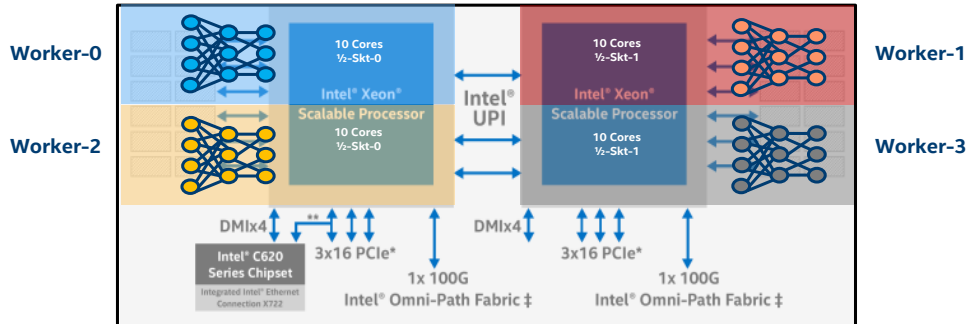 Worker-0
10 Cores
½-Skt-0
Intel® Xeon®
Scalable Processor
10 Cores
½-Skt-0
Worker-2
Intel®
UPI
10 Cores
½-Skt-1
Intel® Xeon®
Scalable Processor
10 Cores
½-Skt-1
Worker-1
Worker-3
DMIx4
**
3x16 PCIe*
Intel® C620
Series Chipset
Integrated Intel® Ethernet
Connection X722
1x 100G
Intel® Omni-Path Fabric ‡
DMIx4
3x16 PCIe*
1x 100G
Intel® Omni-Path Fabric ‡